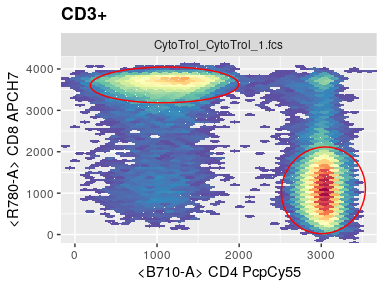 CD3+
CytoTrol_CytoTrol_1.fcs
<R780-A> CD8 APCH7
4000
3000
2000
1000
0
0 1000 2000 3000
<B710-A> CD4 PcpCy55